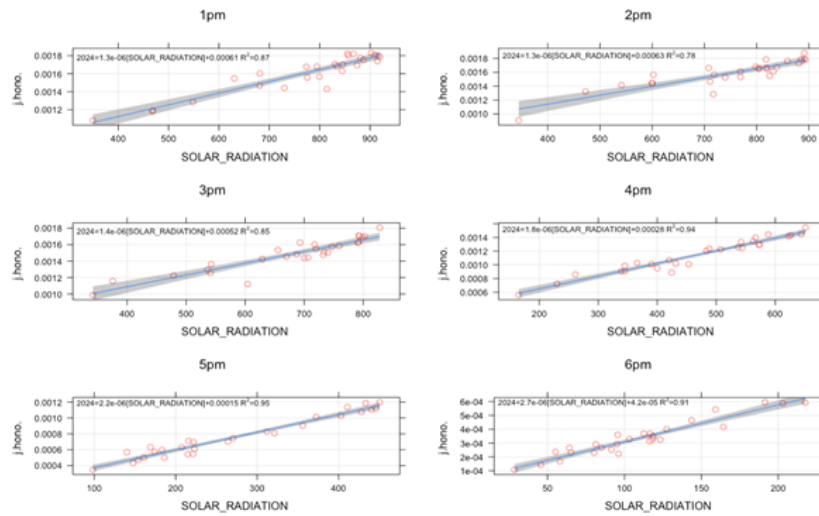 1pm
2pm
2024=1.3e-06[SOLAR_RADIATION]+0.00061 R²=0.87
2024=1.3e-06[SOLAR_RADIATION]+0.00063 R²=0.78
j.hono.
0.0018
0.0016
0.0014
0.0012
j.hono.
0.0018
0.0016
0.0014
0.0012
0.0010
400 500 600 700 800 900
400 500 600 700 800 900
SOLAR_RADIATION
SOLAR_RADIATION
3pm
4pm
2024=1.4e-06[SOLAR_RADIATION]+0.00052 R²=0.85
2024=1.8e-06[SOLAR_RADIATION]+0.00028 R²=0.94
j.hono.
0.0018
0.0016
0.0014
0.0012
0.0010
j.hono.
0.0014
0.0012
0.0010
0.0008
0.0006
400 500 600 700 800
200 300 400 500 600
SOLAR_RADIATION
SOLAR_RADIATION
5pm
6pm
2024=2.2e-06[SOLAR_RADIATION]+0.00015 R²=0.95
2024=2.7e-06[SOLAR_RADIATION]+4.2e-05 R²=0.91
j.hono.
0.0012
0.0010
0.0008
0.0006
0.0004
j.hono.
6e-04
5e-04
4e-04
3e-04
2e-04
1e-04
100 200 300 400
50 100 150 200
SOLAR_RADIATION
SOLAR_RADIATION